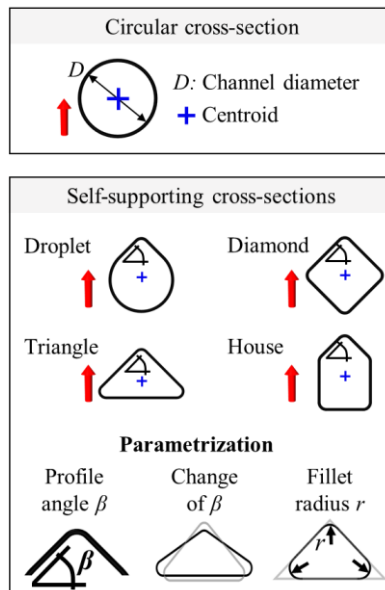 Circular cross-section
D
D: Channel diameter
Centroid
Self-supporting cross-sections
Droplet
Diamond
Triangle
House
Parametrization
Profile angle β
Change of β
Fillet radius r
β
r